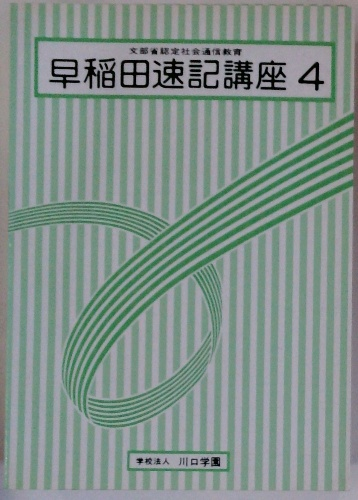 文部省認定社会通信教育
早稲田速記講座 4
学校法人 川口学園